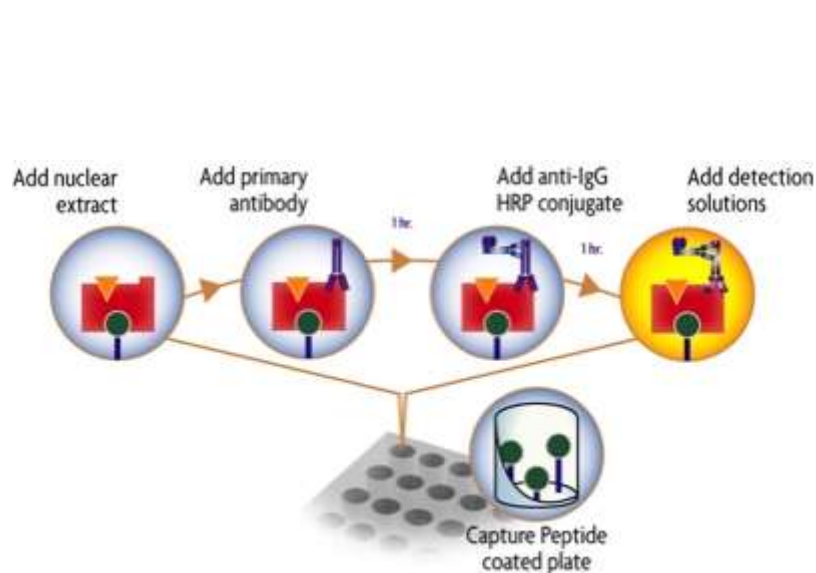 Add nuclear
extract
Add primary
antibody
1 hr.
Add anti-IgG
HRP conjugate
1 hr.
Add detection
solutions
Capture Peptide
coated plate